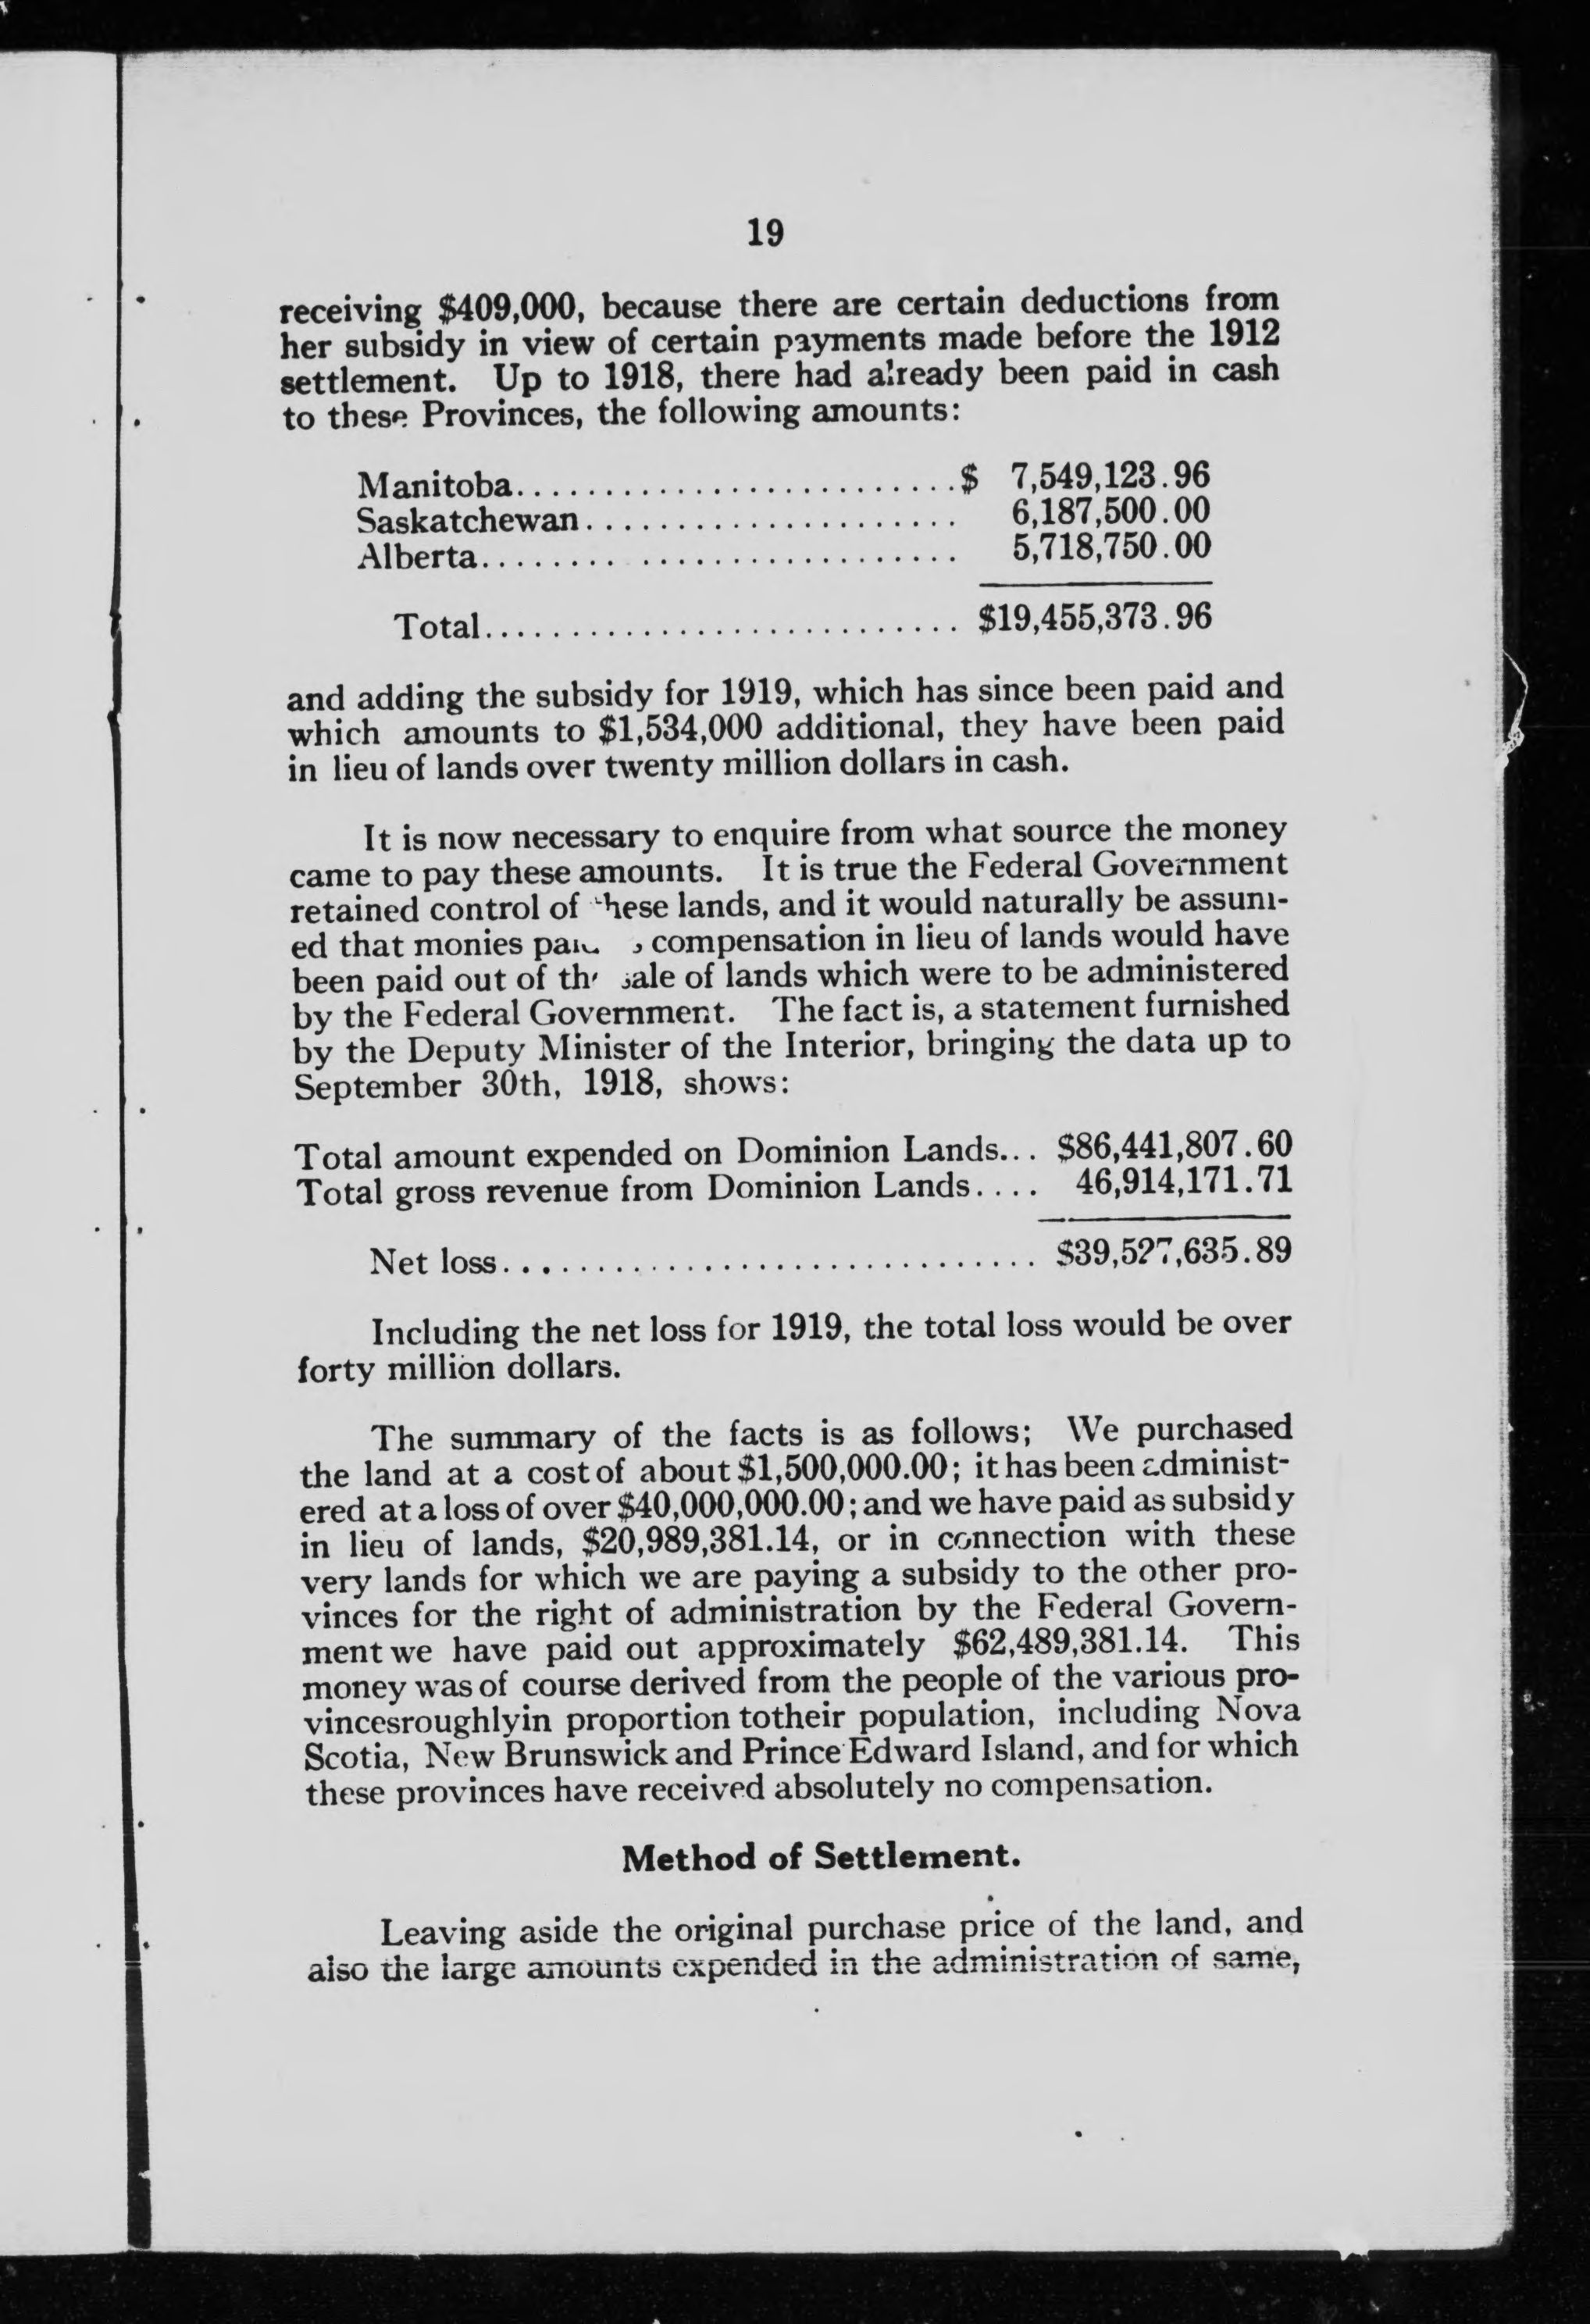 19
receiving $409,000, because there are certain deductions from
her subsidy in view of certain payments made before the 1912
settlement. Up to 1918, there had already been paid in cash
to these Provinces, the following amounts:
Manitoba.........................$ 7,549,123.96
Saskatchewan..................... 6,187,500.00
Alberta.......................... 5,718,750.00
Total........................... $19,455,373.96
and adding the subsidy for 1919, which has since been paid and
which amounts to $1,534,000 additional, they have been paid
in lieu of lands over twenty million dollars in cash.
It is now necessary to enquire from what source the money
came to pay these amounts. It is true the Federal Government
retained control of these lands, and it would naturally be assum-
ed that monies compensation in lieu of lands would have
been paid out of the sale of lands which were to be administered
by the Federal Government. The fact is, a statement furnished
by the Deputy Minister of the Interior, bringing the data up to
September 30th, 1918, shows:
Total amount expended on Dominion Lands... $86,441,807.60
Total gross revenue from Dominion Lands.... 46,914,171.71
Net loss.............................. $39,527,635.89
Including the net loss for 1919, the total loss would be over
forty million dollars.
The summary of the facts is as follows; We purchased
the land at a cost of about $1,500,000.00; it has been administ-
ered at a loss of over $40,000,000.00; and we have paid as subsidy
in lieu of lands, $20,989,381.14, or in connection with these
very lands for which we are paying a subsidy to the other pro-
vinces for the right of administration by the Federal Govern-
ment we have paid out approximately $62,489,381.14. This
money was of course derived from the people of the various pro-
vincesroughlyin proportion totheir population, including Nova
Scotia, New Brunswick and Prince Edward Island, and for which
these provinces have received absolutely no compensation.
Method of Settlement.
Leaving aside the original purchase price of the land, and
also the large amounts expended in the administration of same,